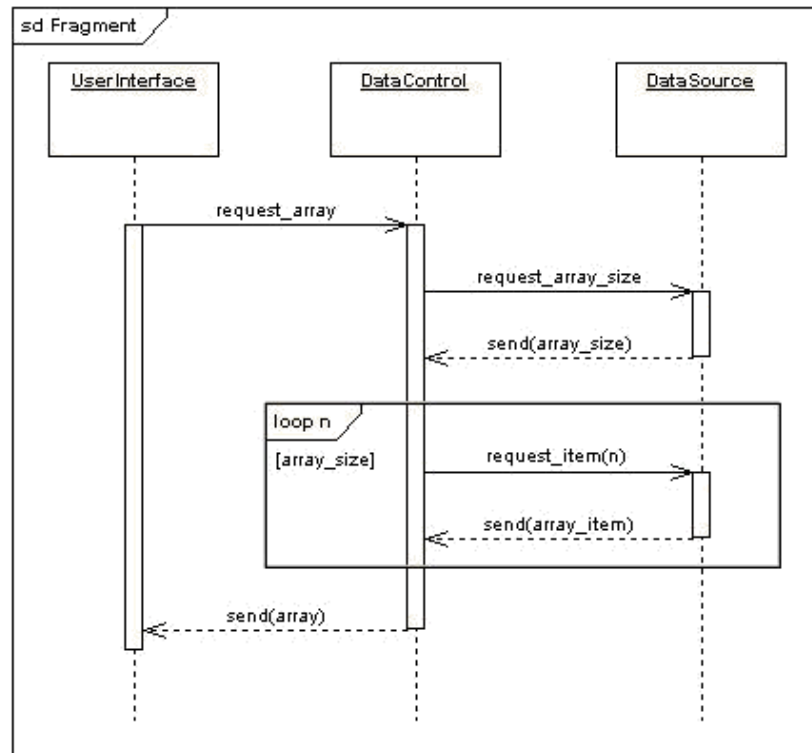 sd Fragment
UserInterface
DataControl
DataSource
request_array
request_array_size
send(array_size)
loop n
[array_size]
request_item(n)
send(array_item)
send(array)